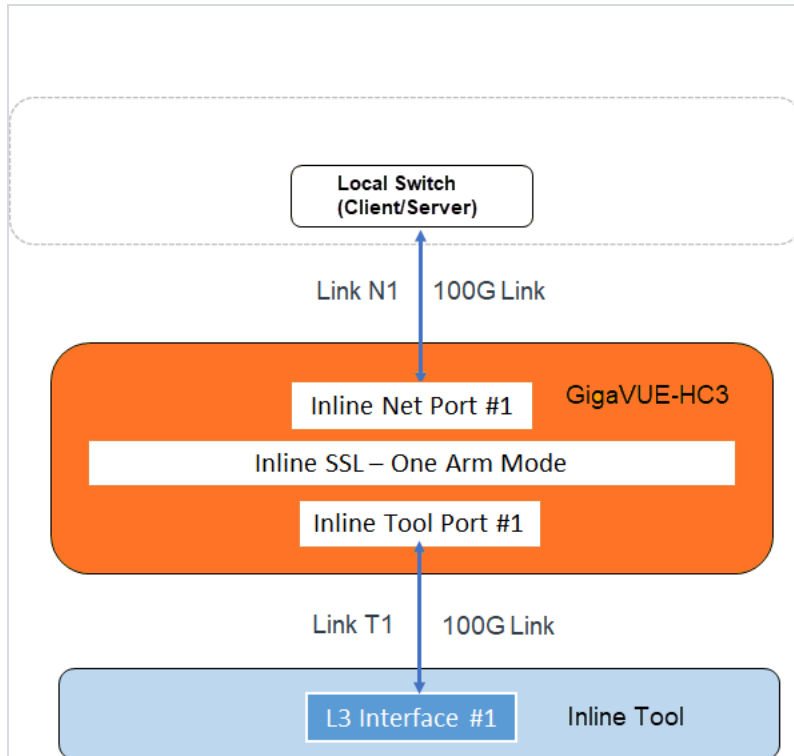 Local Switch
(Client/Server)
Link N1
100G Link
Inline Net Port #1
GigaVUE-HC3
Inline SSL – One Arm Mode
Inline Tool Port #1
Link T1
100G Link
L3 Interface #1
Inline Tool